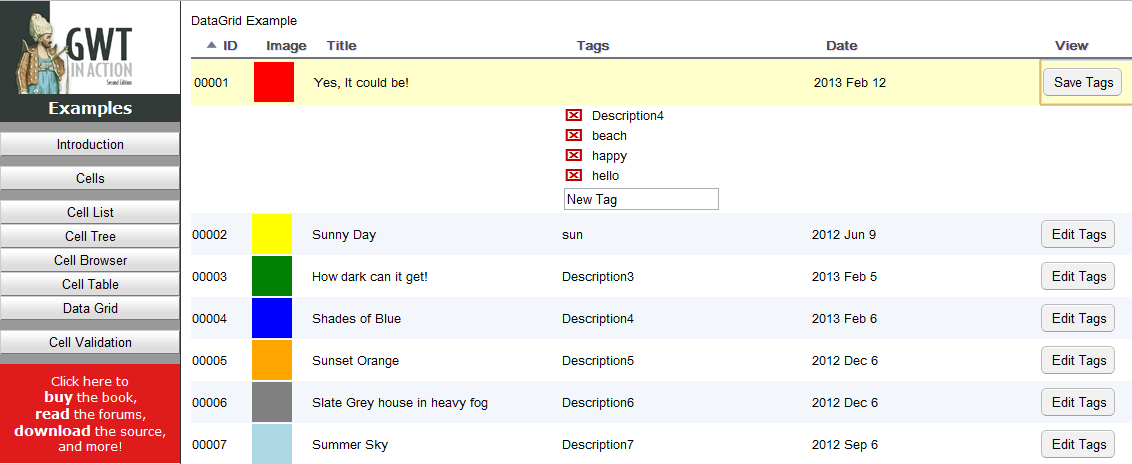 GWT
IN ACTION
Second Edition
Examples
Introduction
Cells
Cell List
Cell Tree
Cell Browser
Cell Table
Data Grid
Cell Validation
Click here to
buy the book,
read the forums,
download the source,
and more!
DataGrid Example
ID Image Title Tags Date View
00001 Yes, It could be! 2013 Feb 12 Save Tags
Description4
beach
happy
hello
New Tag
00002 Sunny Day sun 2012 Jun 9 Edit Tags
00003 How dark can it get! Description3 2013 Feb 5 Edit Tags
00004 Shades of Blue Description4 2013 Feb 6 Edit Tags
00005 Sunset Orange Description5 2012 Dec 6 Edit Tags
00006 Slate Grey house in heavy fog Description6 2012 Dec 6 Edit Tags
00007 Summer Sky Description7 2012 Sep 6 Edit Tags